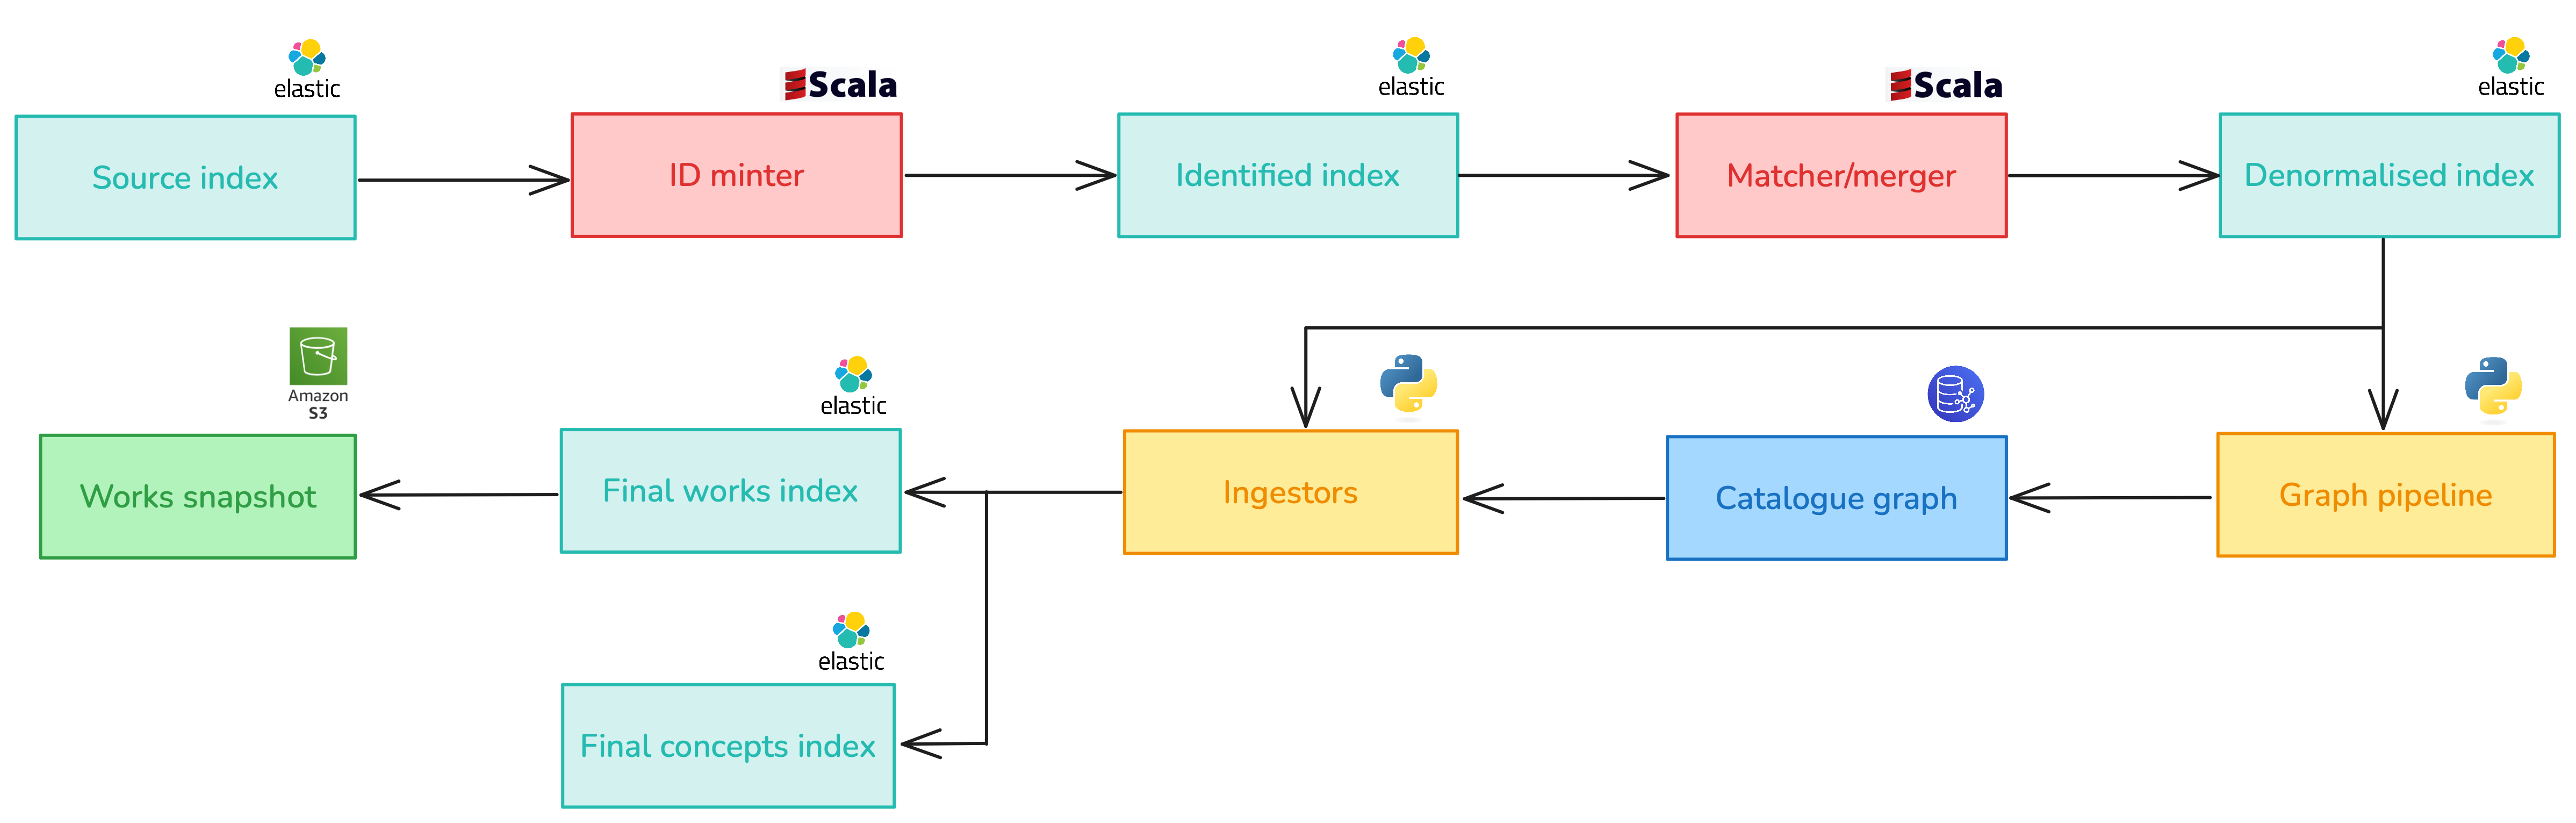 elastic
Scala
elastic
Scala
elastic
Source index
ID minter
Identified index
Matcher/merger
Denormalised index
Amazon
S3
elastic
Works snapshot
Final works index
Ingestors
Catalogue graph
Graph pipeline
elastic
Final concepts index